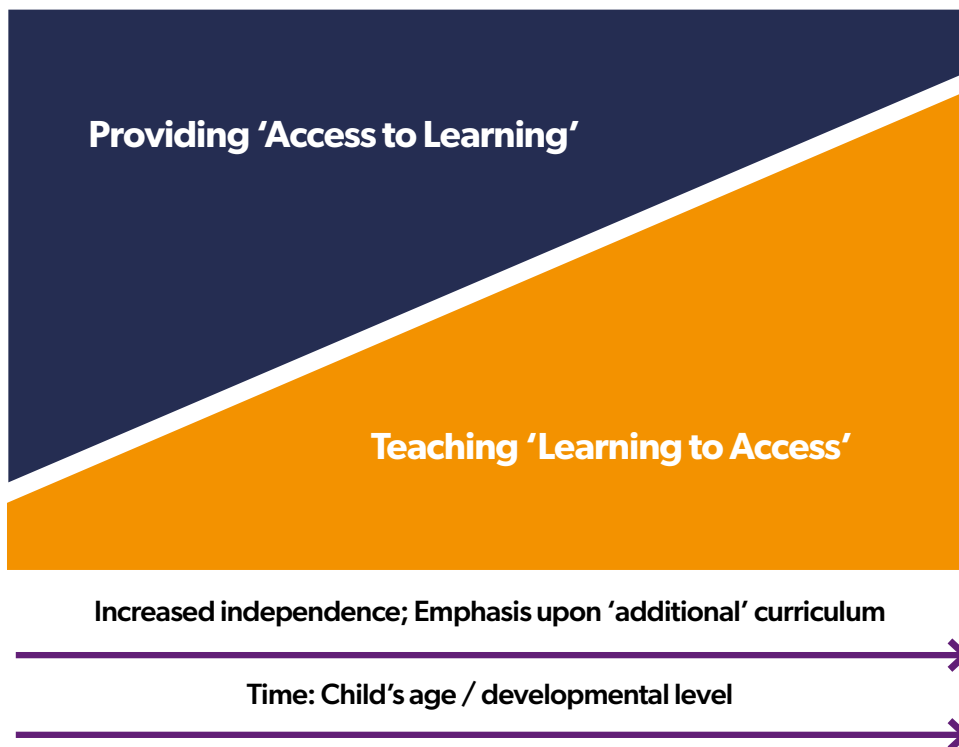 Providing ‘Access to Learning’
Teaching ‘Learning to Access’
Increased independence; Emphasis upon ‘additional’ curriculum
Time: Child’s age / developmental level